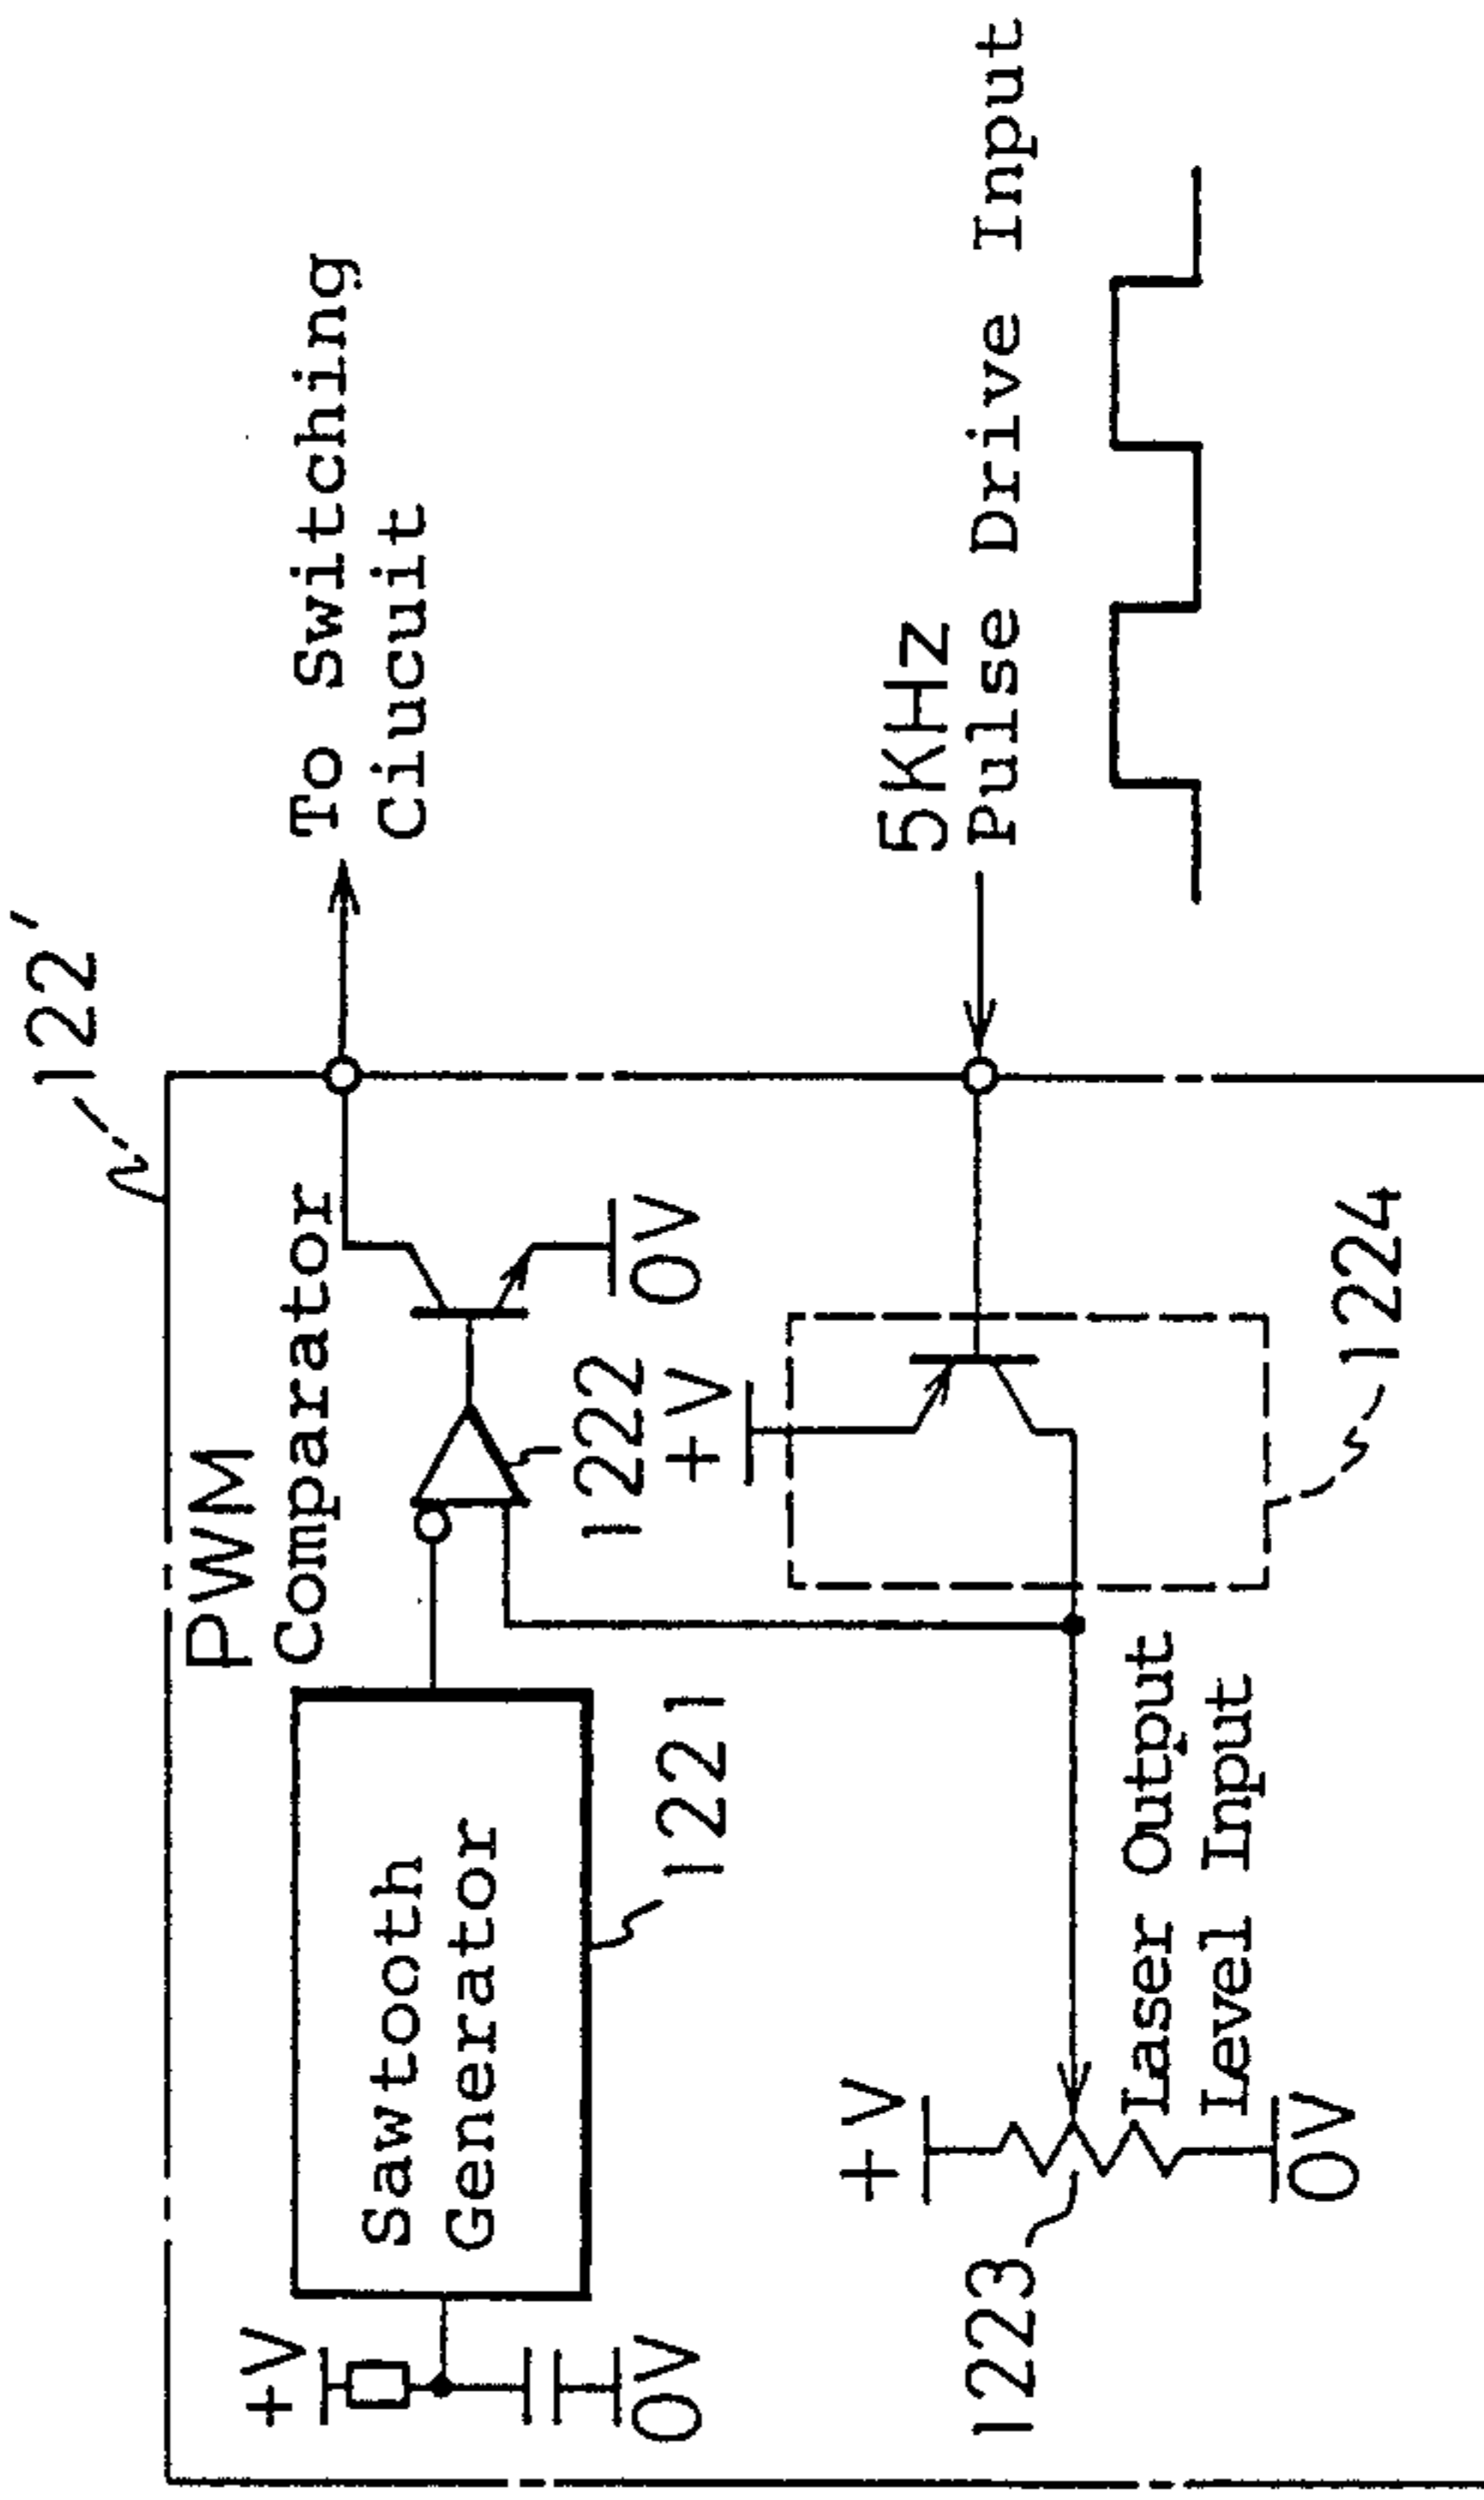 122'
PWM
Comparator
To Switching
Ciucuit
+V
Sawtooth
Generator
0V
1221
1222
0V
+V
5KHz
Pulse Drive Input
+V
1223
Laser Output
Level Input
0V
1224